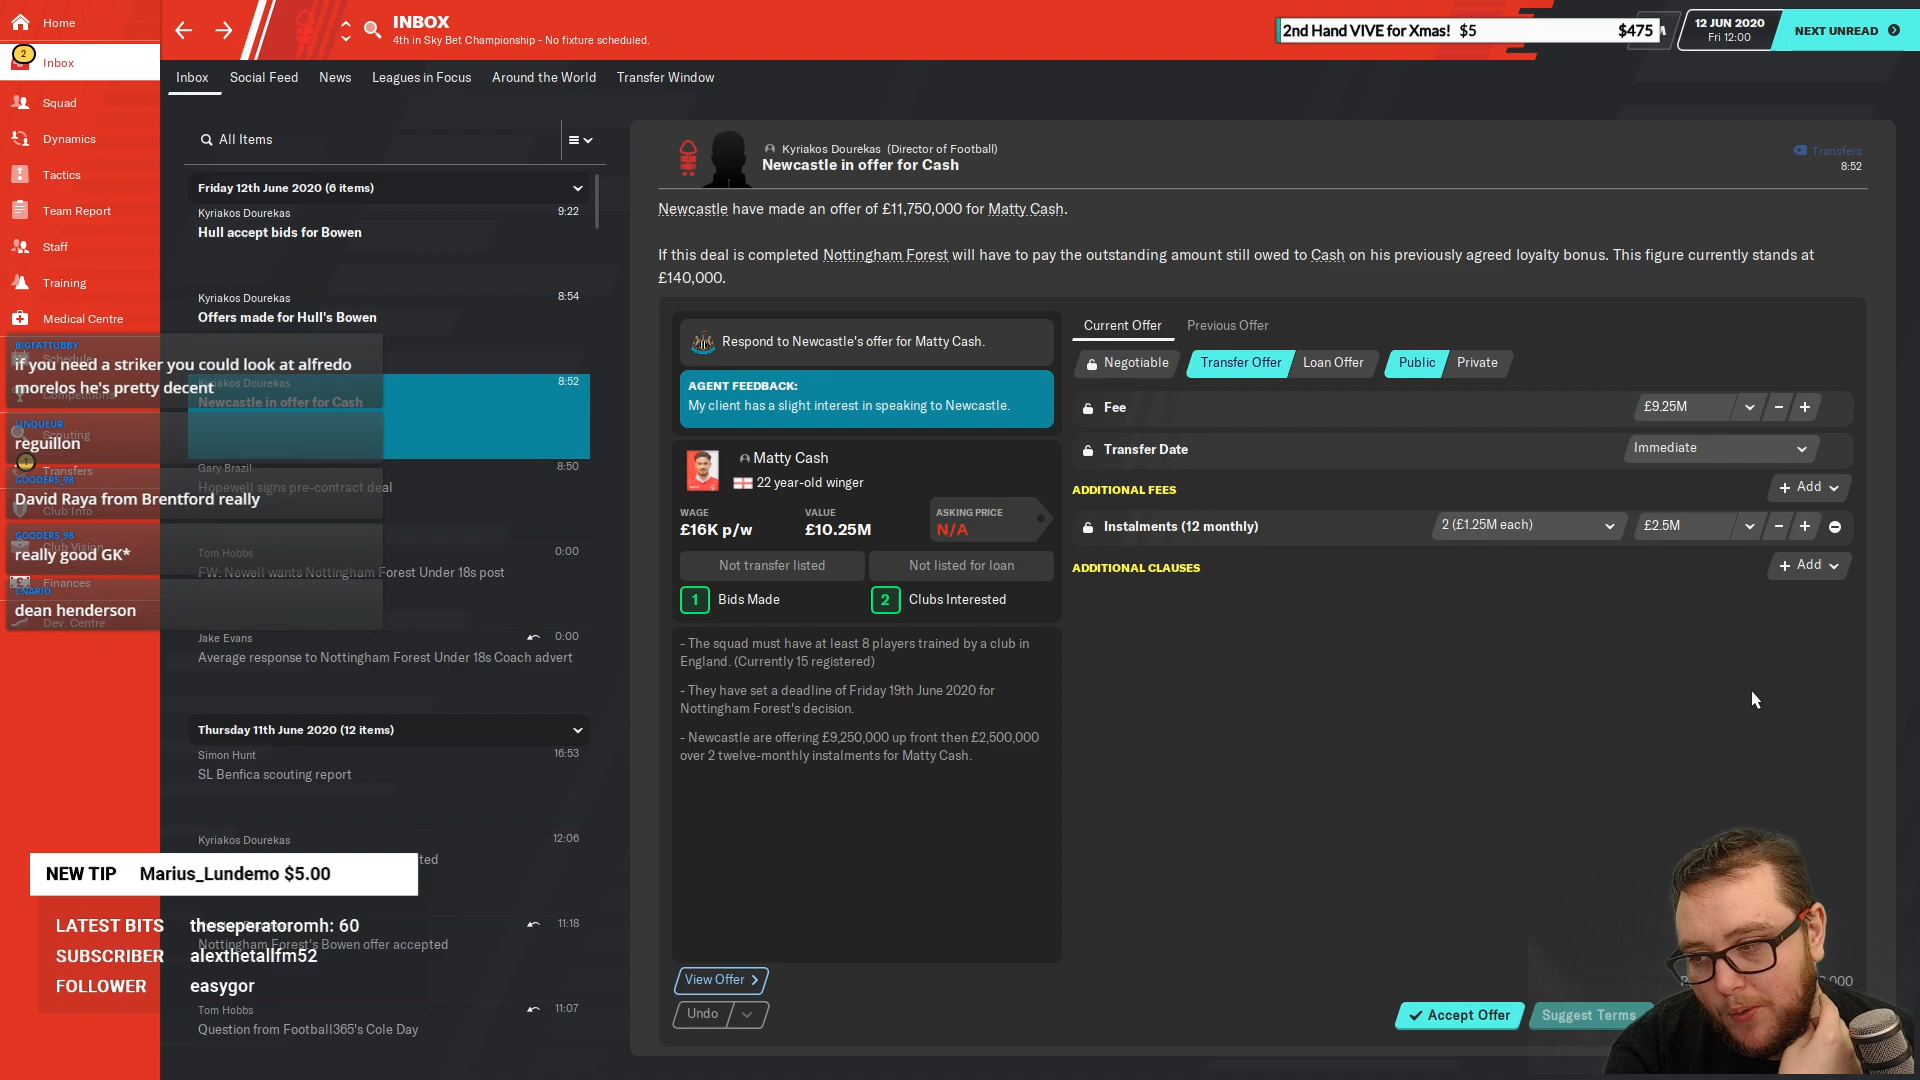 Home
INBOX
4th in Sky Bet Championship - No fixture scheduled.
2nd Hand VIVE for Xmas! $5 $475
12 JUN 2020
Fri 12:00
NEXT UNREAD
2
Inbox
Squad
Dynamics
Tactics
Team Report
Staff
Training
Medical Centre
Schedule
Competitions
Scouting
Transfers
Club Info
Club Vision
Finances
Dev. Centre
Inbox Social Feed News Leagues in Focus Around the World Transfer Window
All Items
Friday 12th June 2020 (6 items)
Kyriakos Dourekas 9:22
Hull accept bids for Bowen
Kyriakos Dourekas 8:54
Offers made for Hull's Bowen
Kyriakos Dourekas 8:52
Newcastle in offer for Cash
Gary Brazil 8:50
Hopewell signs pre-contract deal
Tom Hobbs 0:00
FW: Newell wants Nottingham Forest Under 18s post
Jake Evans 0:00
Average response to Nottingham Forest Under 18s Coach advert
Thursday 11th June 2020 (12 items)
Simon Hunt 16:53
SL Benfica scouting report
Kyriakos Dourekas 12:06
ted
11:18
Nottingham Forest's Bowen offer accepted
Tom Hobbs 11:07
Question from Football365's Cole Day
BIGFATTUBBY
if you need a striker you could look at alfredo
morelos he's pretty decent
LINQUEUR
reguillon
GOODERS_98
David Raya from Brentford really
GOODERS_98
really good GK*
CNARIO
dean henderson
NEW TIP Marius_Lundemo $5.00
LATEST BITS theoperatoromh: 60
SUBSCRIBER alexthetallfm52
FOLLOWER easygor
Kyriakos Dourekas (Director of Football)
Newcastle in offer for Cash
Transfers
8:52
Newcastle have made an offer of £11,750,000 for Matty Cash.
If this deal is completed Nottingham Forest will have to pay the outstanding amount still owed to Cash on his previously agreed loyalty bonus. This figure currently stands at
£140,000.
Respond to Newcastle's offer for Matty Cash.
AGENT FEEDBACK:
My client has a slight interest in speaking to Newcastle.
Matty Cash
22 year-old winger
WAGE VALUE ASKING PRICE
£16K p/w £10.25M N/A
Not transfer listed Not listed for loan
1 Bids Made 2 Clubs Interested
- The squad must have at least 8 players trained by a club in
England. (Currently 15 registered)
- They have set a deadline of Friday 19th June 2020 for
Nottingham Forest's decision.
- Newcastle are offering £9,250,000 up front then £2,500,000
over 2 twelve-monthly instalments for Matty Cash.
View Offer
Undo
Current Offer Previous Offer
Negotiable Transfer Offer Loan Offer Public Private
Fee £9.25M
Transfer Date Immediate
ADDITIONAL FEES Add
Instalments (12 monthly) 2 (£1.25M each) £2.5M
ADDITIONAL CLAUSES Add
Accept Offer Suggest Terms